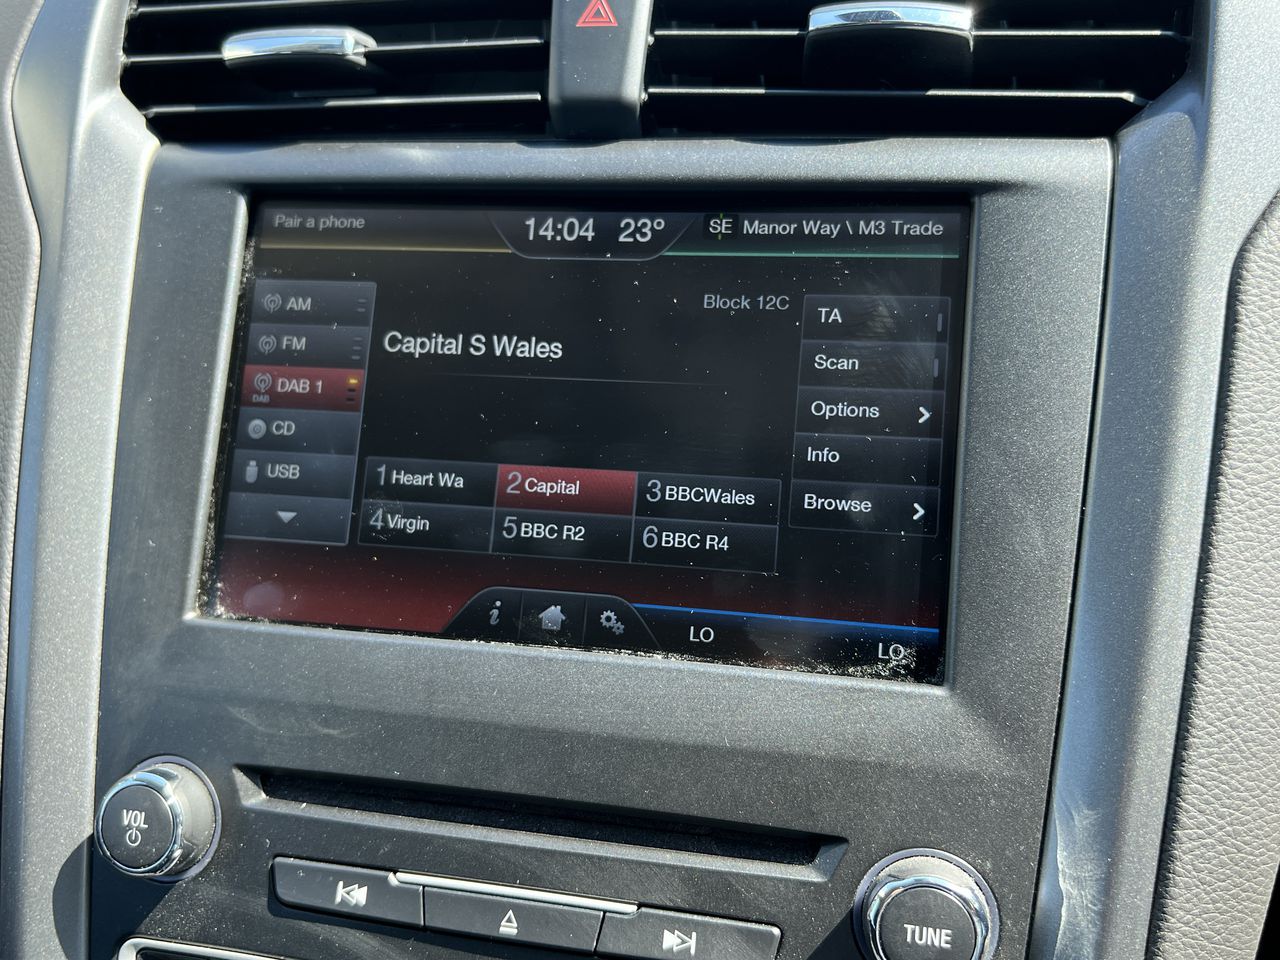 Pair a phone
14:04 23°
SE Manor Way \ M3 Trade
AM
FM
DAB 1
DAB
CD
USB
Block 12C
Capital S Wales
TA
Scan
Options
Info
Browse
1 Heart Wa
2 Capital
3 BBCWales
4 Virgin
5 BBC R2
6 BBC R4
i
LO
LO
VOL
TUNE